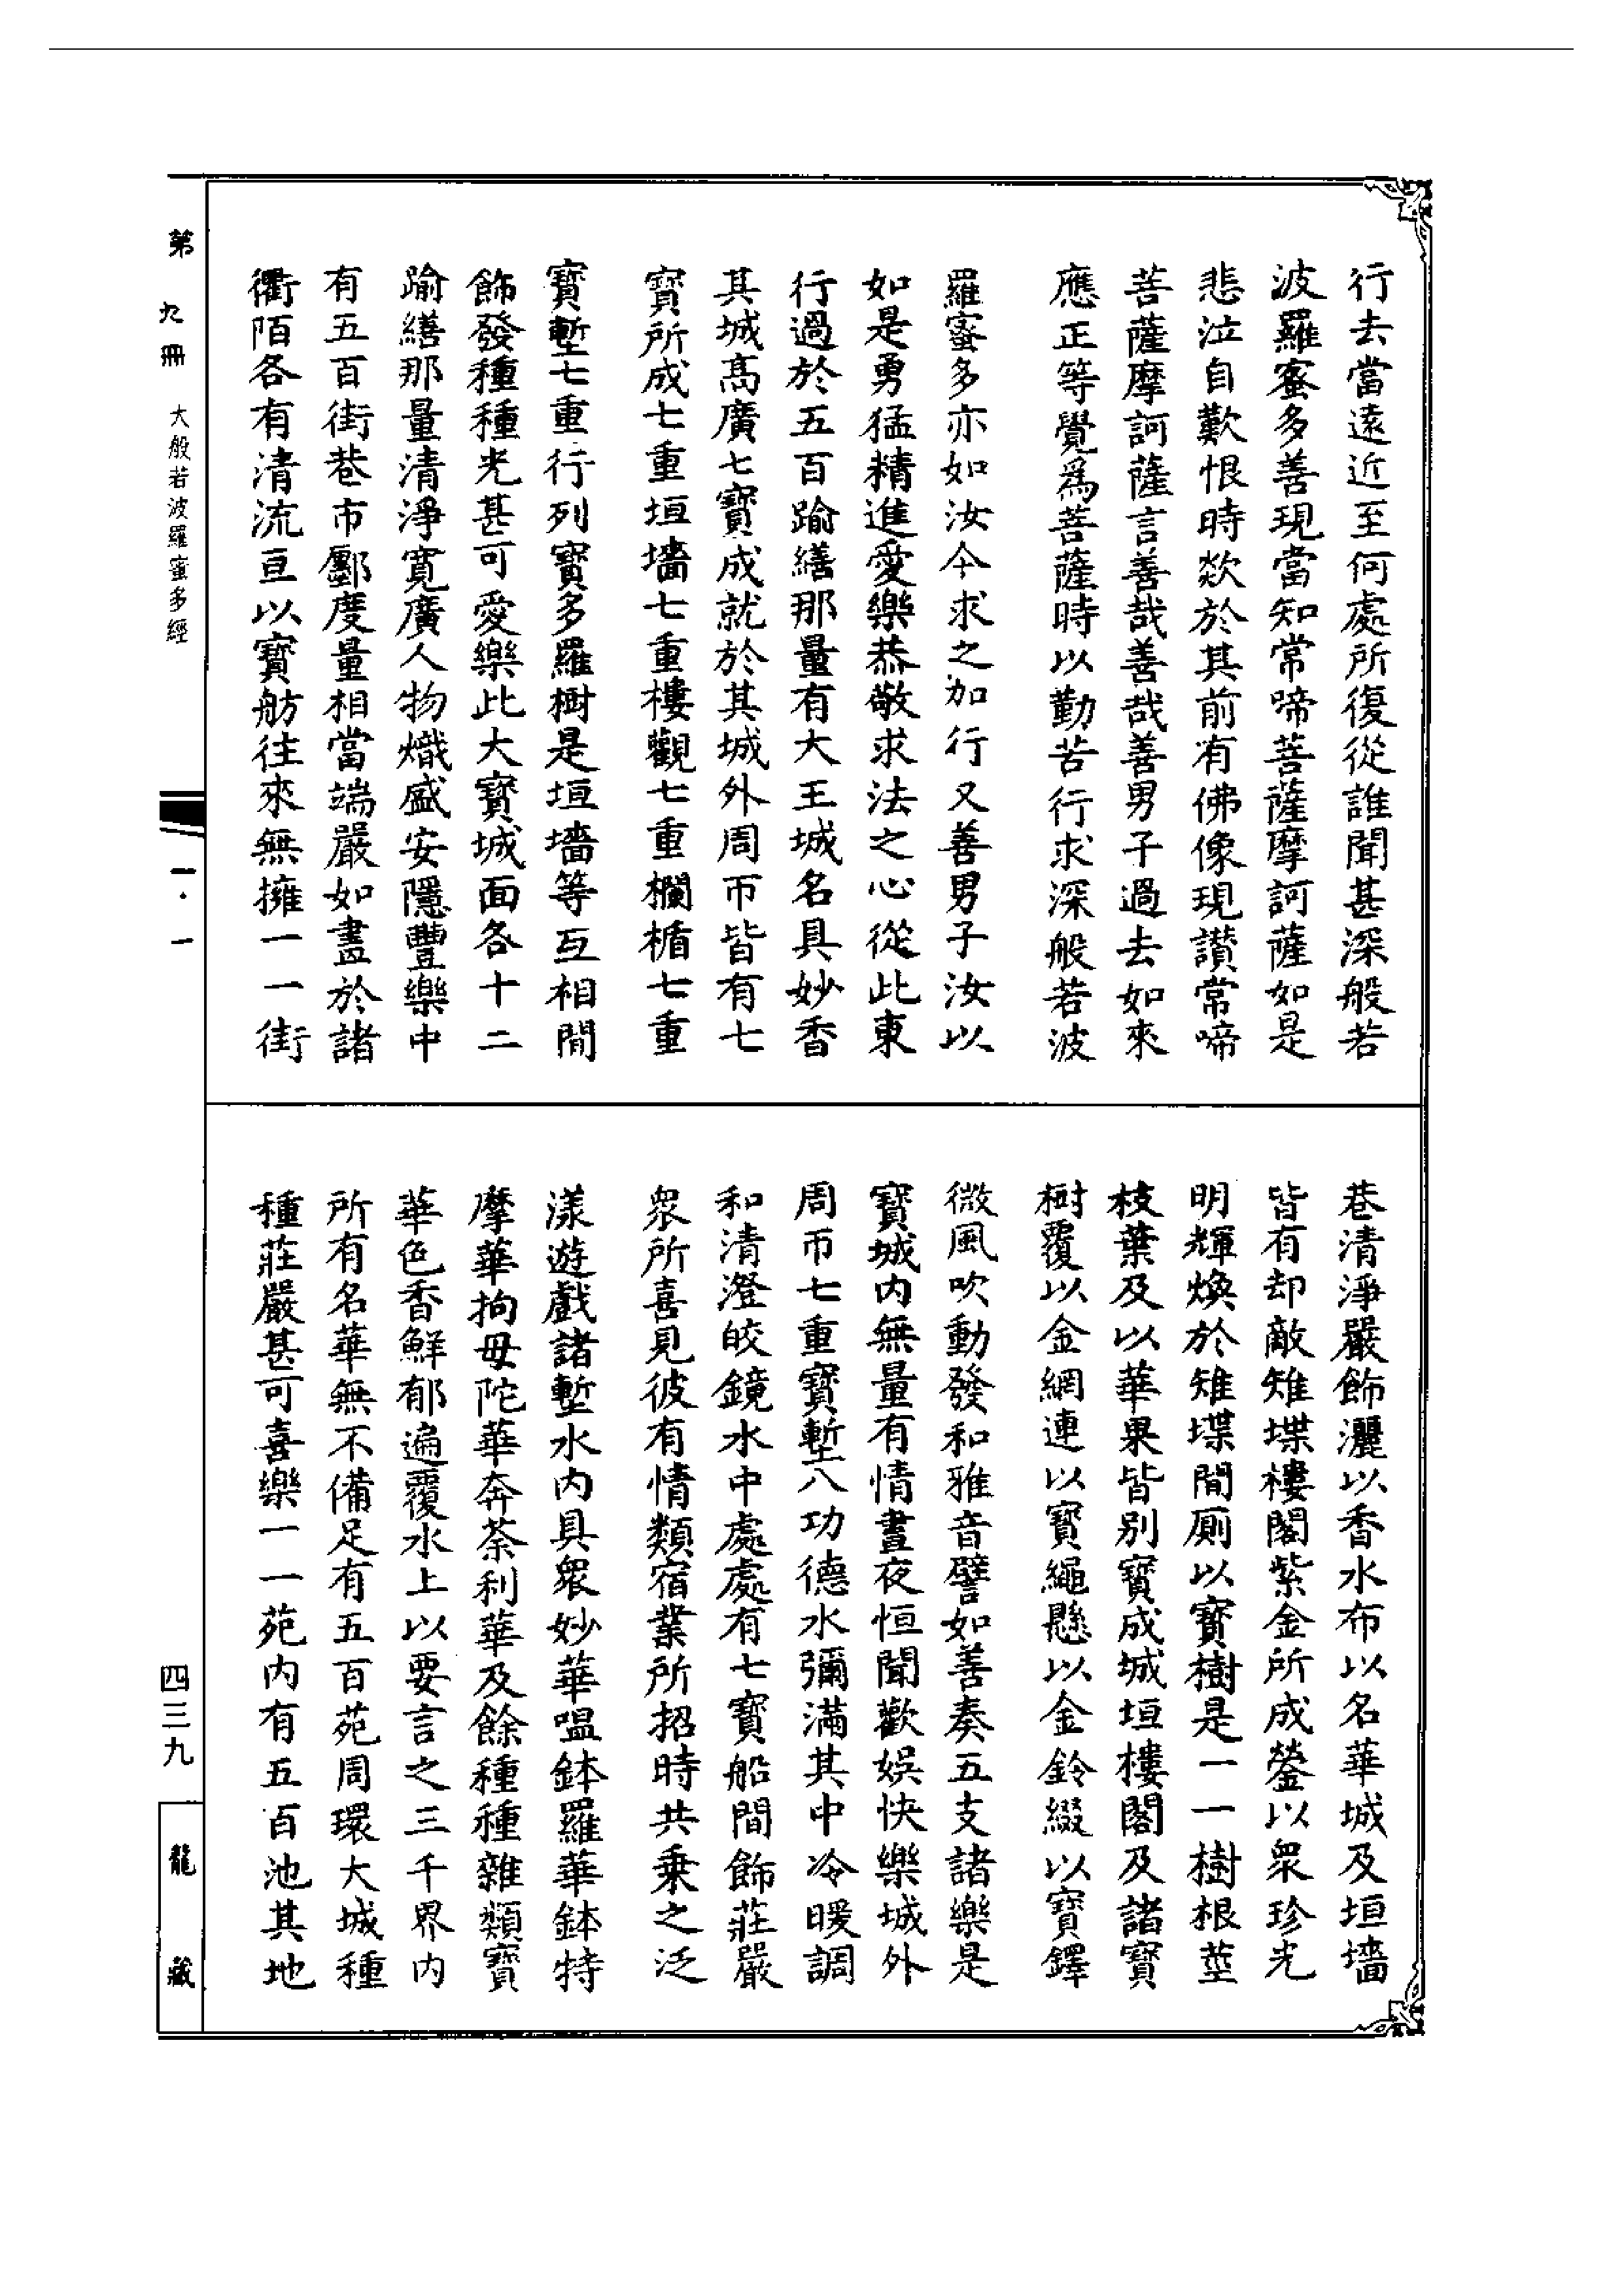 行去當遠近至何處所復從誰聞甚深般若
波羅蜜多善現當知常啼菩薩摩訶薩如是
悲泣自歎恨時欻於其前有佛像現讚常啼
菩薩摩訶薩言善哉善哉善男子過去如來
應正等覺爲菩薩時以勤苦行求深般若波
羅蜜多亦如汝今求之加行又善男子汝以
如是勇猛精進愛樂恭敬求法之心從此東
行過於五百踰繕那量有大王城名具妙香
其城高廣七寶成就於其城外周帀皆有七
寶所成七重垣墻七重樓觀七重欄楯七重
寶塹七重行列寶多羅樹是垣墻等互相間
飾發種種光甚可愛樂此大寶城面各十二
踰繕那量清淨寬廣人物熾盛安隱豐樂中
有五百街巷市鄽度量相當端嚴如畫於諸
衢陌各有清流亘以寶舫往來無擁一一街
巷清淨嚴飾灑以香水布以名華城及垣墻
皆有却敵雉堞樓閣紫金所成鎣以衆珍光
明輝煥於雉堞間廁以寶樹是一一樹根莖
枝葉及以華果皆别寶成城垣樓閣及諸寶
樹覆以金網連以寶繩懸以金鈴綴以寶鐸
微風吹動發和雅音譬如善奏五支諸樂是
寶城内無量有情晝夜恒聞歡娛快樂城外
周帀七重寶塹八功德水彌滿其中冷暖調
和清澄皎鏡水中處處有七寶船間飾莊嚴
衆所喜見彼有情類宿業所招時共乗之泛
漾遊戲諸塹水内具衆妙華嗢鉢羅華鉢特
摩華拘母陀華奔荼利華及餘種種雜類寶
華色香鮮郁遍覆水上以要言之三千界内
所有名華無不備足有五百苑周環大城種
種莊嚴甚可喜樂一一苑内有五百池其地
第九冊 大般若波羅蜜多經
一·一
四三九
龍藏